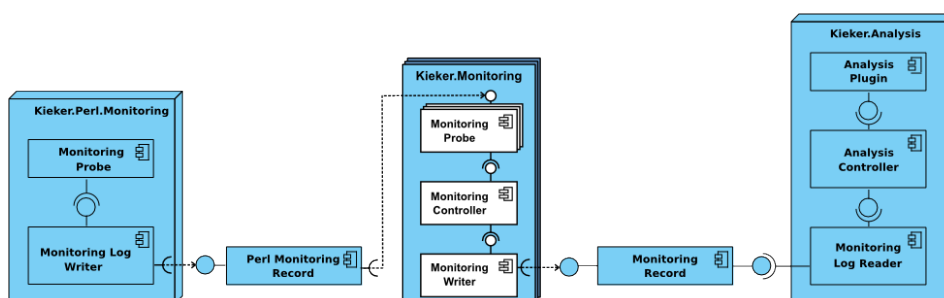 Kieker.Perl.Monitoring
Monitoring
Probe
Monitoring Log
Writer
Perl Monitoring
Record
Kieker.Monitoring
Monitoring
Probe
Monitoring
Controller
Monitoring
Writer
Monitoring
Record
Kieker.Analysis
Analysis
Plugin
Analysis
Controller
Monitoring
Log Reader